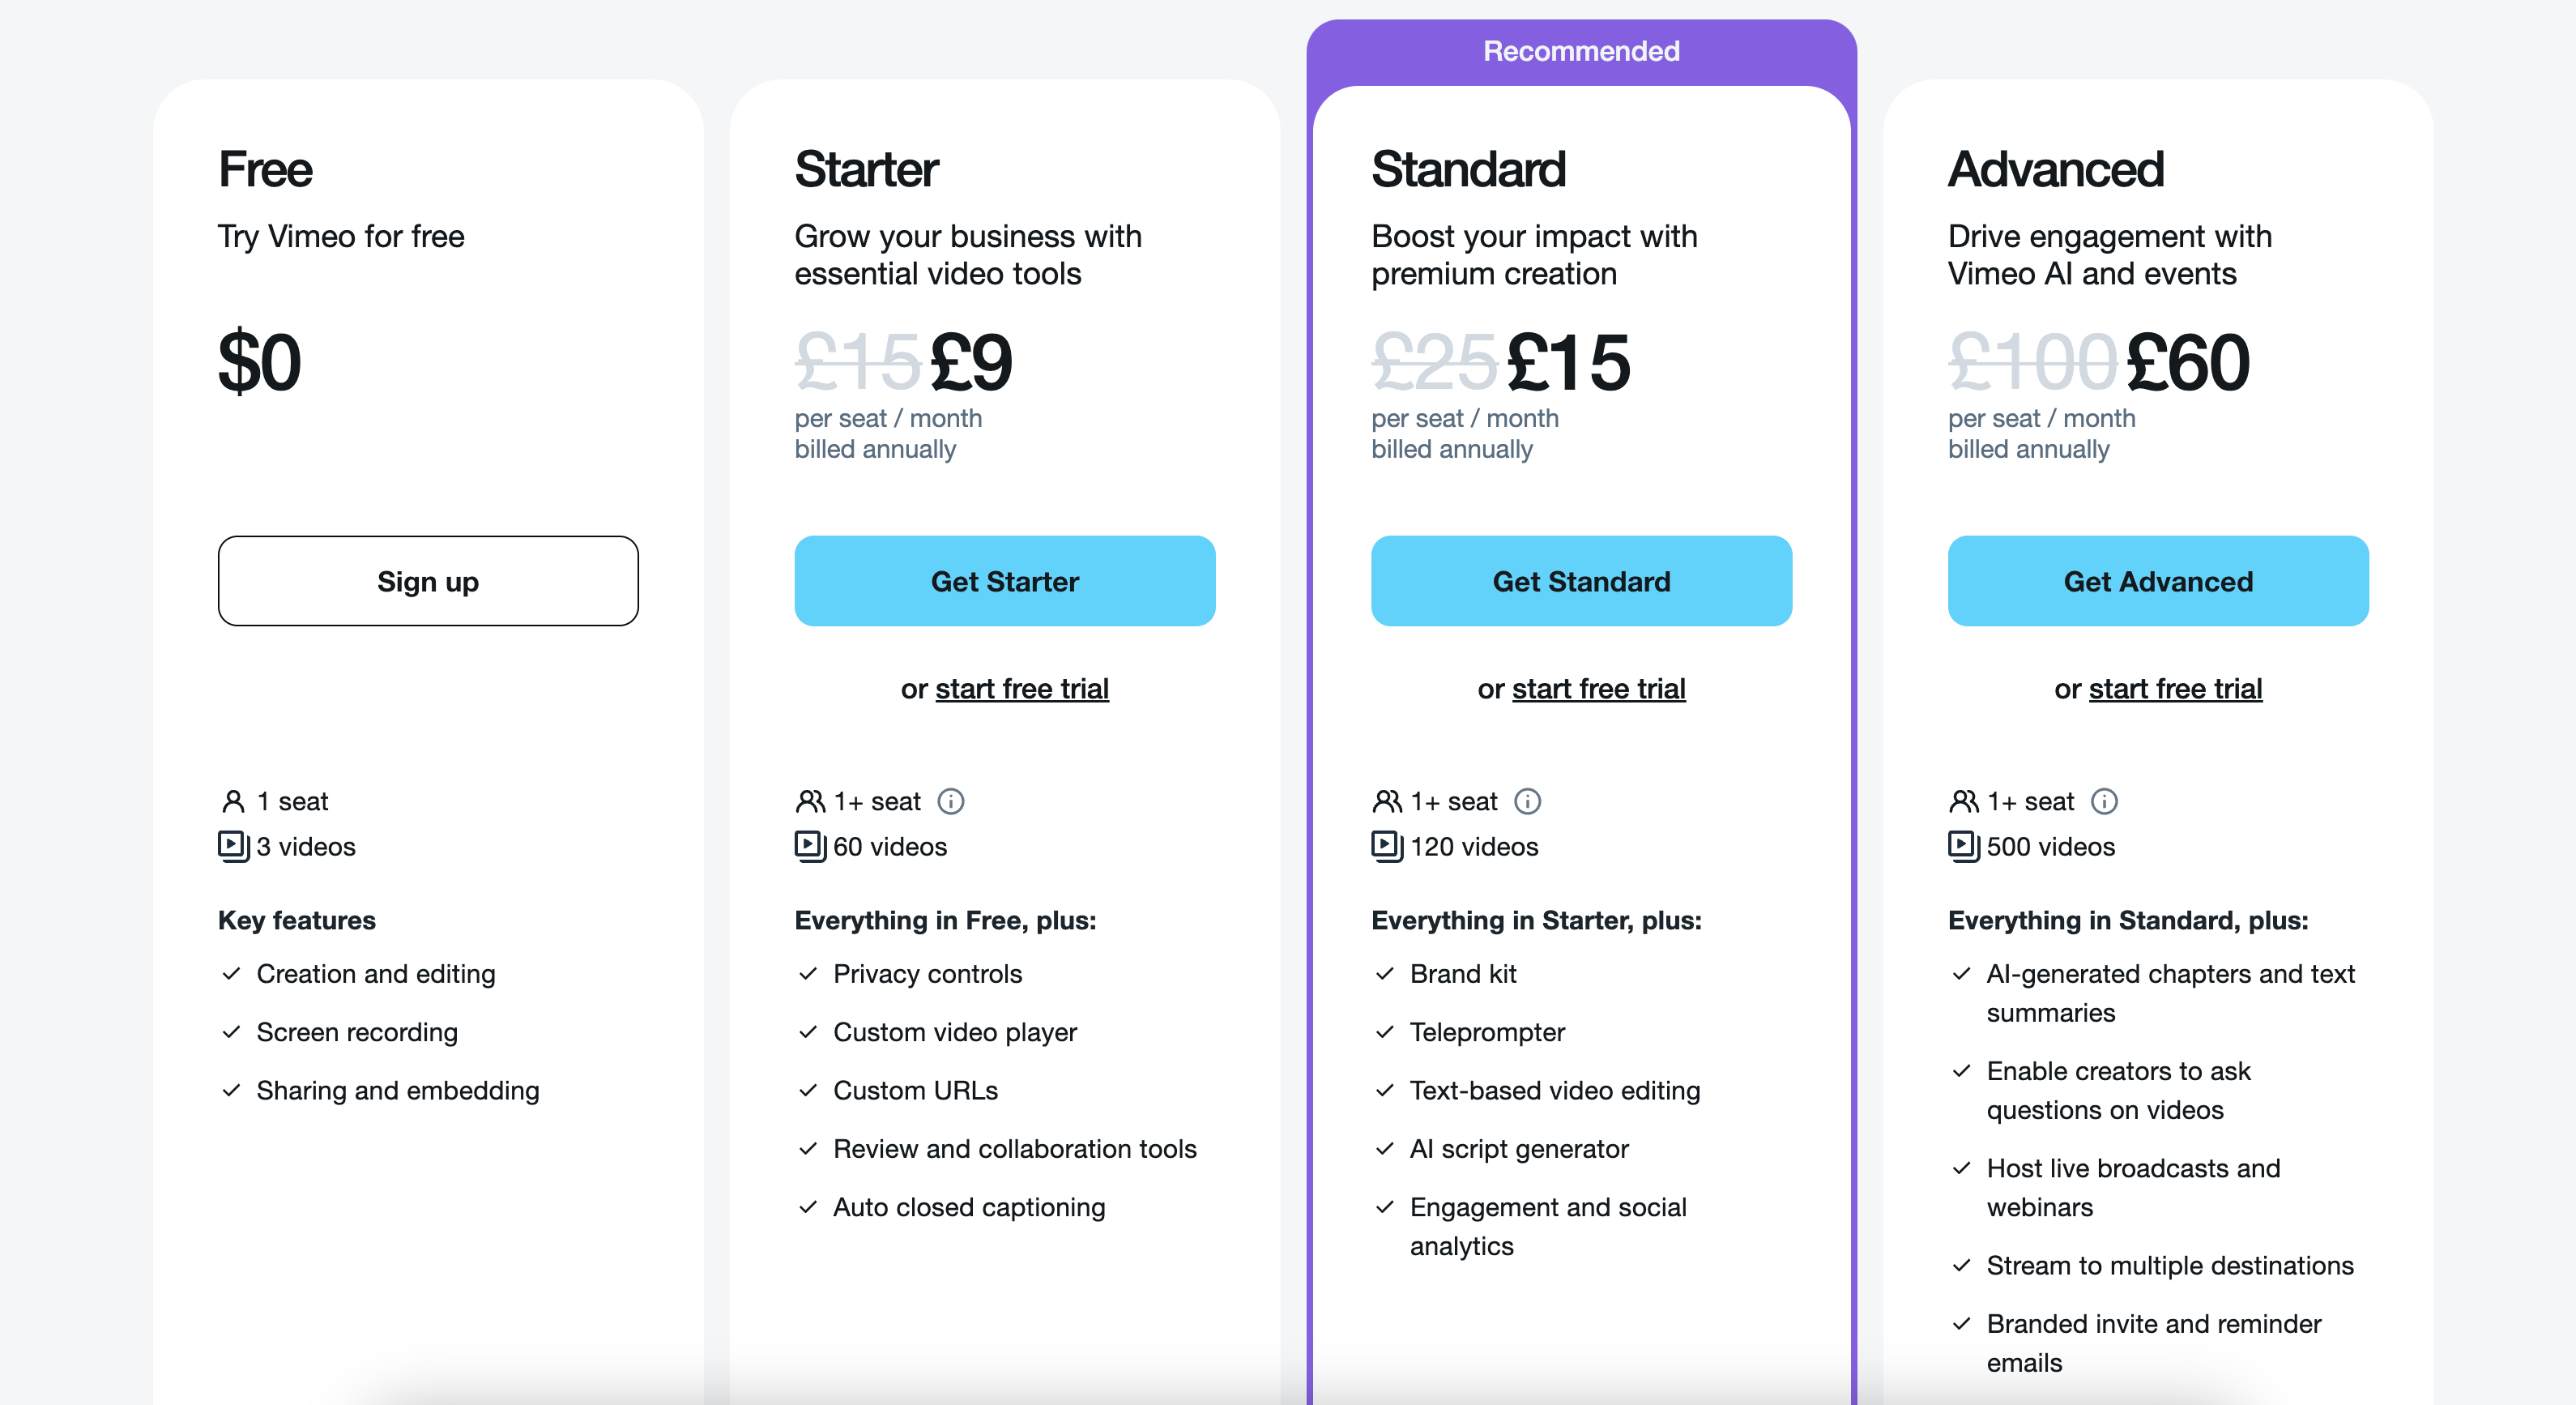 Recommended
Free
Try Vimeo for free
$0
Sign up
1 seat
3 videos
Key features
Creation and editing
Screen recording
Sharing and embedding
Starter
Grow your business with
essential video tools
£15 £9
per seat / month
billed annually
Get Starter
or start free trial
1+ seat
60 videos
Everything in Free, plus:
Privacy controls
Custom video player
Custom URLs
Review and collaboration tools
Auto closed captioning
Standard
Boost your impact with
premium creation
£25 £15
per seat / month
billed annually
Get Standard
or start free trial
1+ seat
120 videos
Everything in Starter, plus:
Brand kit
Teleprompter
Text-based video editing
AI script generator
Engagement and social
analytics
Advanced
Drive engagement with
Vimeo AI and events
£100 £60
per seat / month
billed annually
Get Advanced
or start free trial
1+ seat
500 videos
Everything in Standard, plus:
AI-generated chapters and text
summaries
Enable creators to ask
questions on videos
Host live broadcasts and
webinars
Stream to multiple destinations
Branded invite and reminder
emails